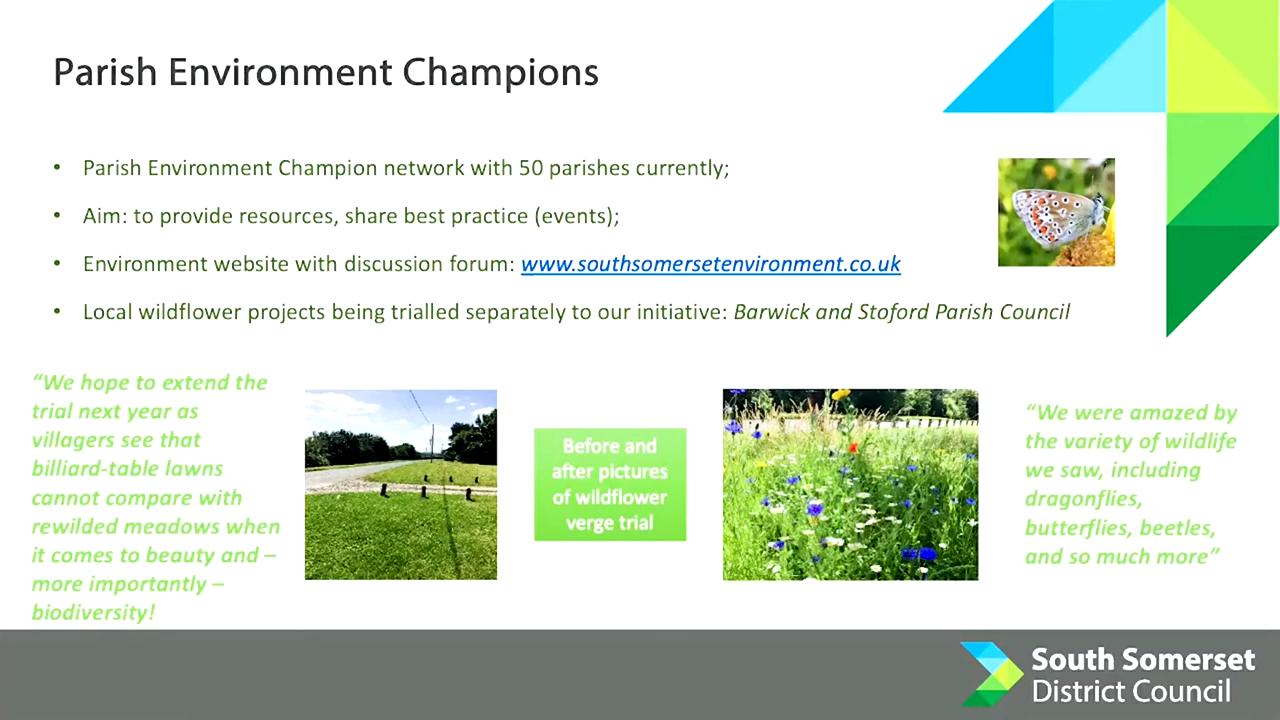 Parish Environment Champions
• Parish Environment Champion network with 50 parishes currently;
• Aim: to provide resources, share best practice (events);
• Environment website with discussion forum: www.southsomersetenvironment.co.uk
• Local wildflower projects being trialled separately to our initiative: Barwick and Stoford Parish Council
“We hope to extend the
trial next year as
villagers see that
billiard-table lawns
cannot compare with
rewilded meadows when
it comes to beauty and –
more importantly –
biodiversity!
Before and
after pictures
of wildflower
verge trial
“We were amazed by
the variety of wildlife
we saw, including
dragonflies,
butterflies, beetles,
and so much more”
South Somerset
District Council